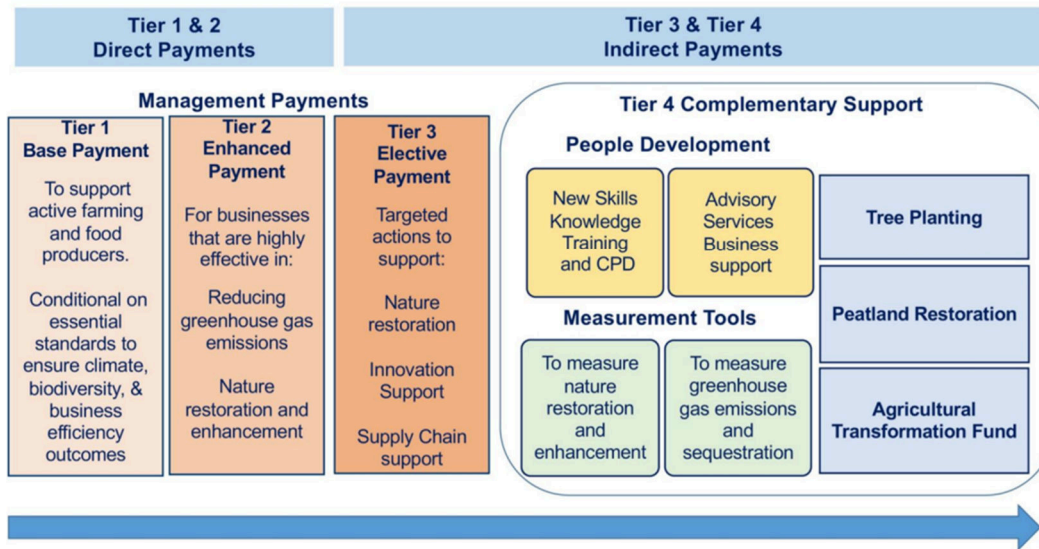 Tier 1 & 2
Direct Payments
Tier 3 & Tier 4
Indirect Payments
Management Payments
Tier 1
Base Payment
To support
active farming
and food
producers.
Conditional on
essential
standards to
ensure climate,
biodiversity, &
business
efficiency
outcomes
Tier 2
Enhanced
Payment
For businesses
that are highly
effective in:
Reducing
greenhouse gas
emissions
Nature
restoration and
enhancement
Tier 3
Elective
Payment
Targeted
actions to
support:
Nature
restoration
Innovation
Support
Supply Chain
support
Tier 4 Complementary Support
People Development
New Skills
Knowledge
Training
and CPD
Advisory
Services
Business
support
Measurement Tools
To measure
nature
restoration
and
enhancement
To measure
greenhouse
gas emissions
and
sequestration
Tree Planting
Peatland Restoration
Agricultural
Transformation Fund